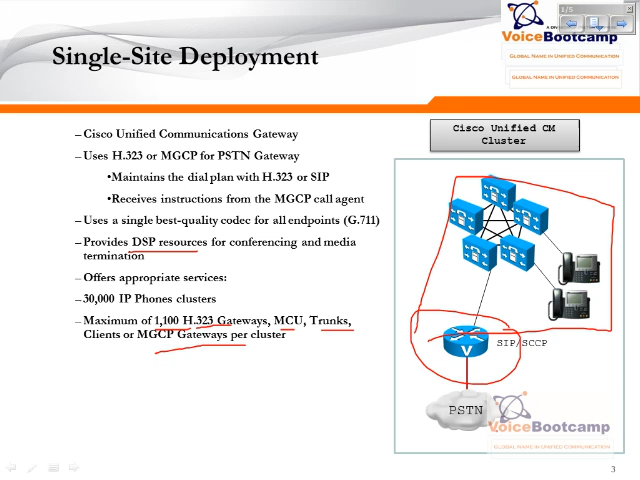 1/5
VoiceBootcamp
GLOBAL NAME IN UNIFIED COMMUNICATION
GLOBAL NAME IN UNIFIED COMMUNICATION
Single-Site Deployment
– Cisco Unified Communications Gateway
– Uses H.323 or MGCP for PSTN Gateway
•Maintains the dial plan with H.323 or SIP
•Receives instructions from the MGCP call agent
– Uses a single best-quality codec for all endpoints (G.711)
– Provides DSP resources for conferencing and media
termination
– Offers appropriate services:
– 30,000 IP Phones clusters
– Maximum of 1,100 H.323 Gateways, MCU, Trunks,
Clients or MGCP Gateways per cluster
Cisco Unified CM
Cluster
V
SIP/SCCP
PSTN
VoiceBootcamp
GLOBAL NAME IN UNIFIED COMMUNICATION
3